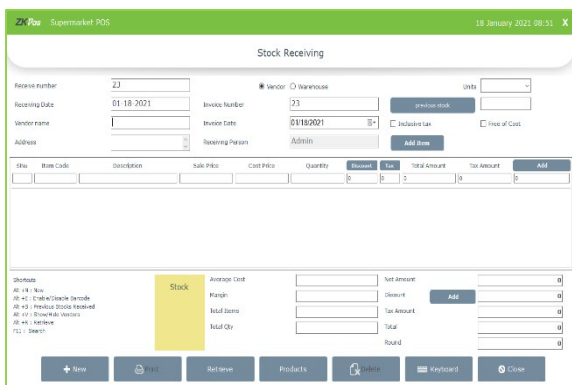 ZKPos Supermarket POS 18 January 2021 08:51 X
Stock Receiving
Receive number 23 Vendor Warehouse Units
Receiving Date 01-18-2021 Invoice Number 23 previous stock
Vendor name Invoice Date 01/18/2021 Inclusive tax Free of Cost
Address Receiving Person Admin Add Item
SlNo Item Code Description Sale Price Cost Price Quantity Discount Tax Total Amount Tax Amount Add
0 0 0 0 0
Shortcuts
Alt +N : New
Alt +E : Enable/Disable Barcode
Alt +S : Previous Stocks Received
Alt +V : Show/Hide Vendors
Alt +R : Retrieve
F11 : Search
Stock
Average Cost Net Amount 0
Margin Discount Add 0
Total Items Tax Amount 0
Total Qty Total 0
Round 0
New Print Retrieve Products Delete Keyboard Close